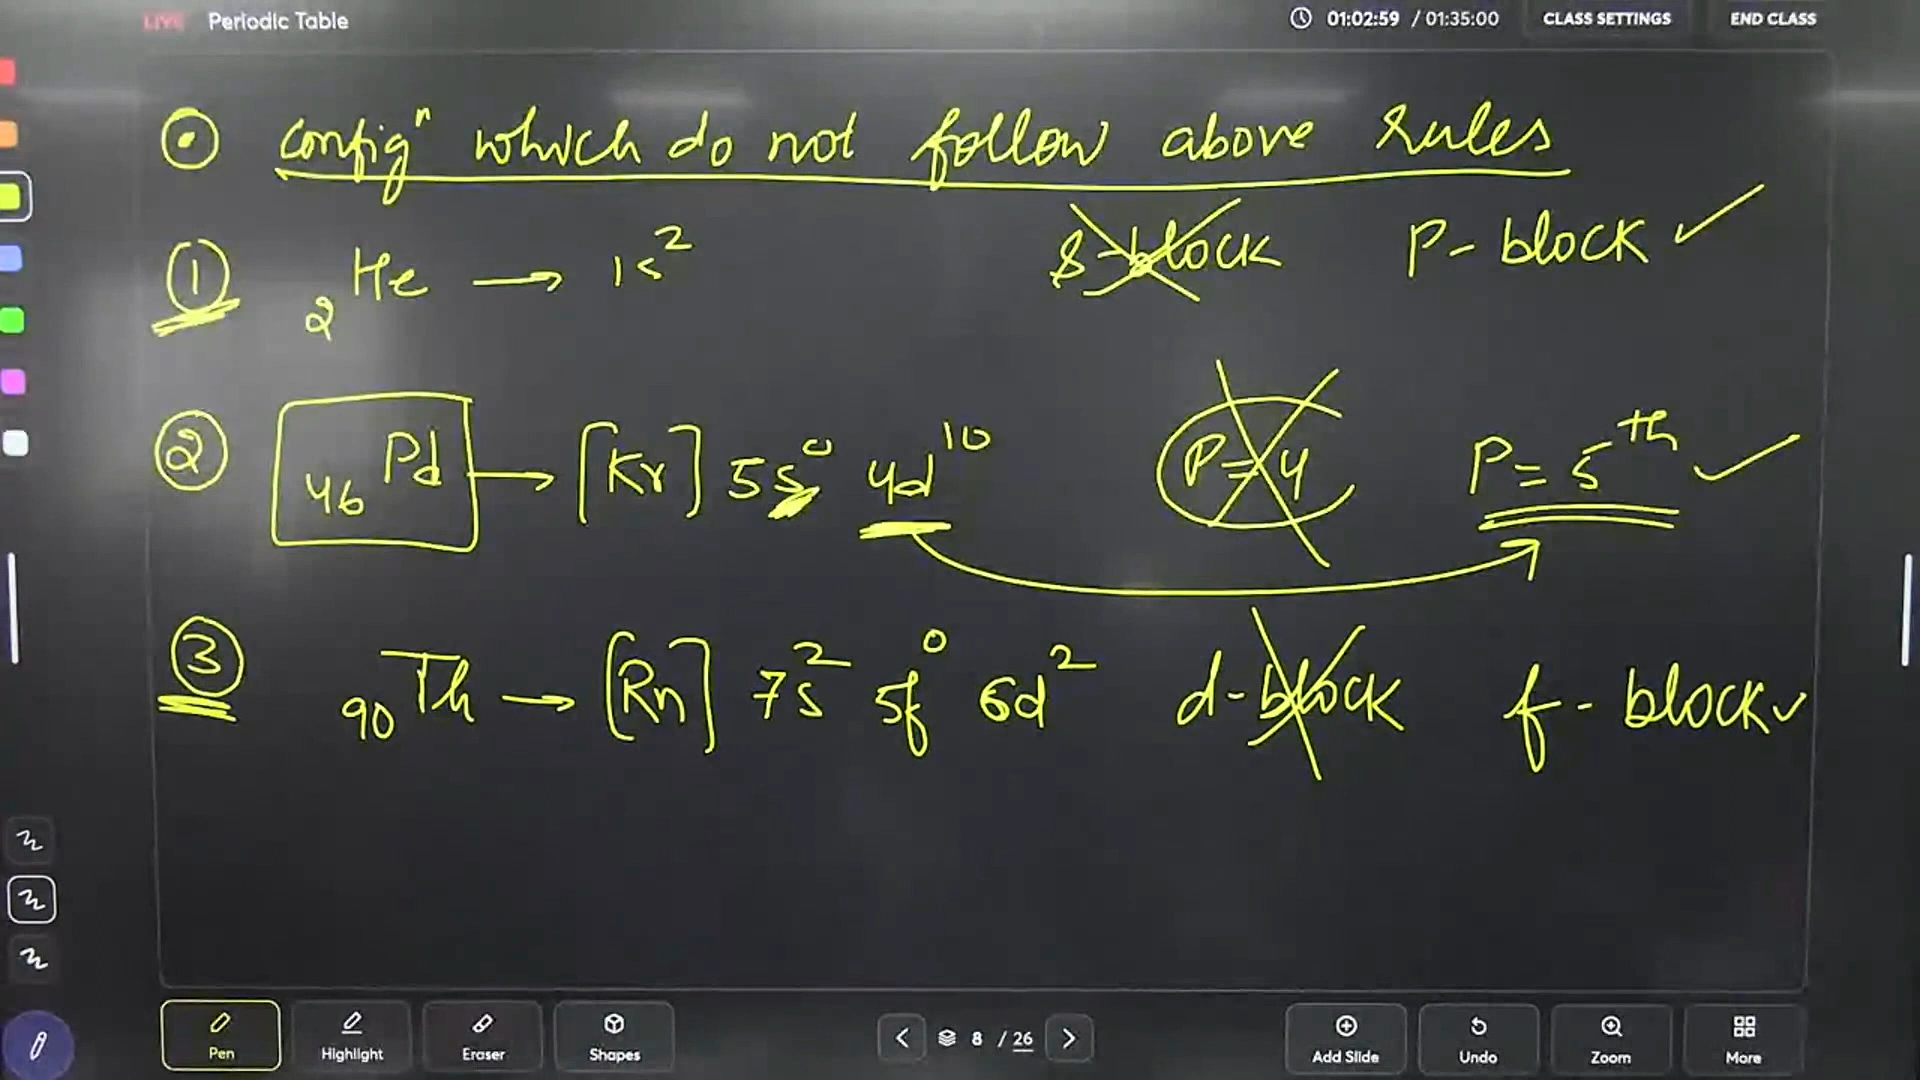 LIVE Periodic Table 01:02:59 / 01:35:00 CLASS SETTINGS END CLASS
configⁿ which do not follow above rules
① ₂He → 1s² s-block P-block ✓
② ₄₆Pd → [Kr] 5s⁰ 4d¹⁰ P=4 P=5th ✓
③ ₉₀Th → [Rn] 7s² 5f⁰ 6d² d-block f-block ✓
Pen Highlight Eraser Shapes 8 / 26 Add Slide Undo Zoom More